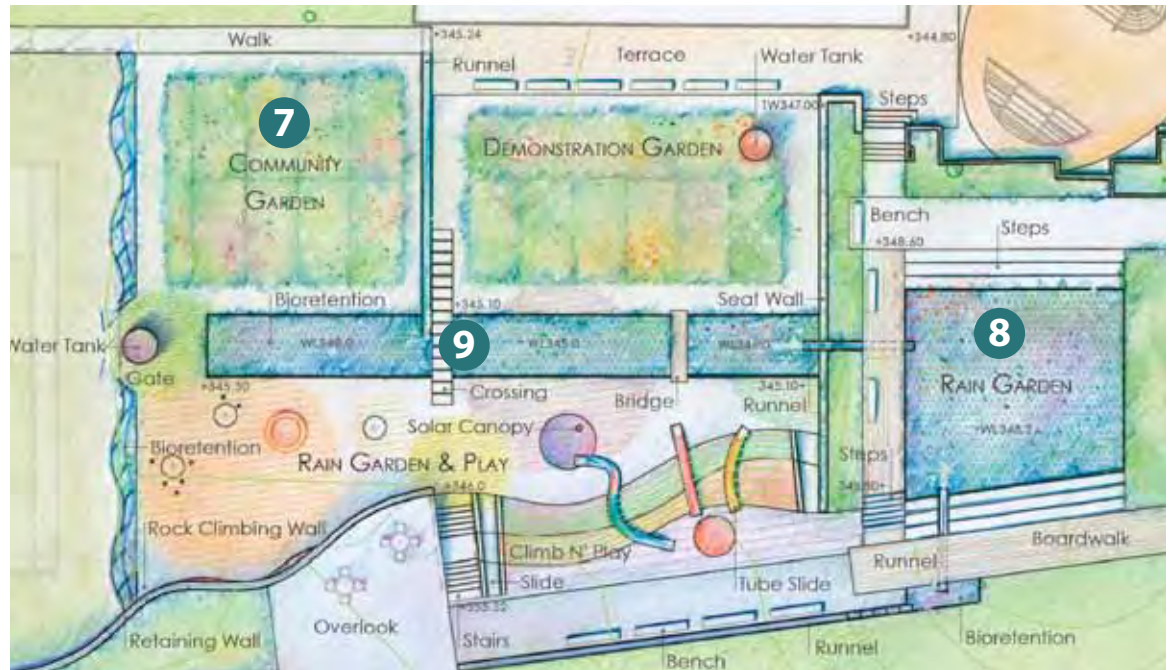 +345.24
+344.80
Walk
Runnel
Terrace
Water Tank
TW347.00+
Steps
7
COMMUNITY
GARDEN
DEMONSTRATION GARDEN
Bench
Steps
+348.60
Bioretention
+345.10
Seat Wall
Water Tank
9
8
WL345.0
RAIN GARDEN
Gate
+345.50
Crossing
Bridge
345.10+
Runnel
Bioretention
Solar Canopy
RAIN GARDEN & PLAY
Steps
+346.0
Rock Climbing Wall
Climb N' Play
Runnel
Boardwalk
Slide
Tube Slide
Retaining Wall
Overlook
Stairs
Bench
Runnel
Bioretention